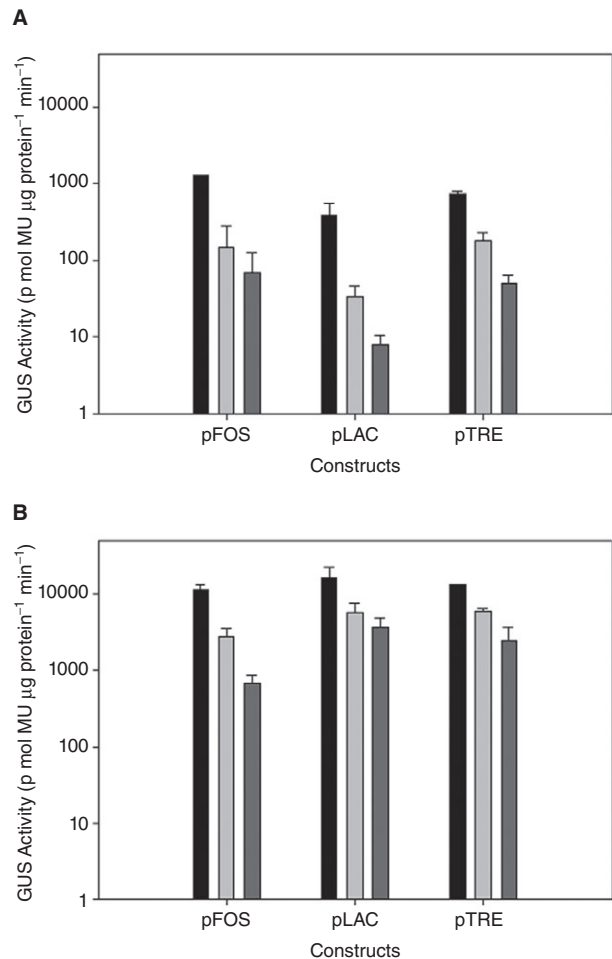 A
GUS Activity (p mol MU µg protein⁻¹ min⁻¹)
10000
1000
100
10
1
pFOS pLAC pTRE
Constructs
B
GUS Activity (p mol MU µg protein⁻¹ min⁻¹)
10000
1000
100
10
1
pFOS pLAC pTRE
Constructs